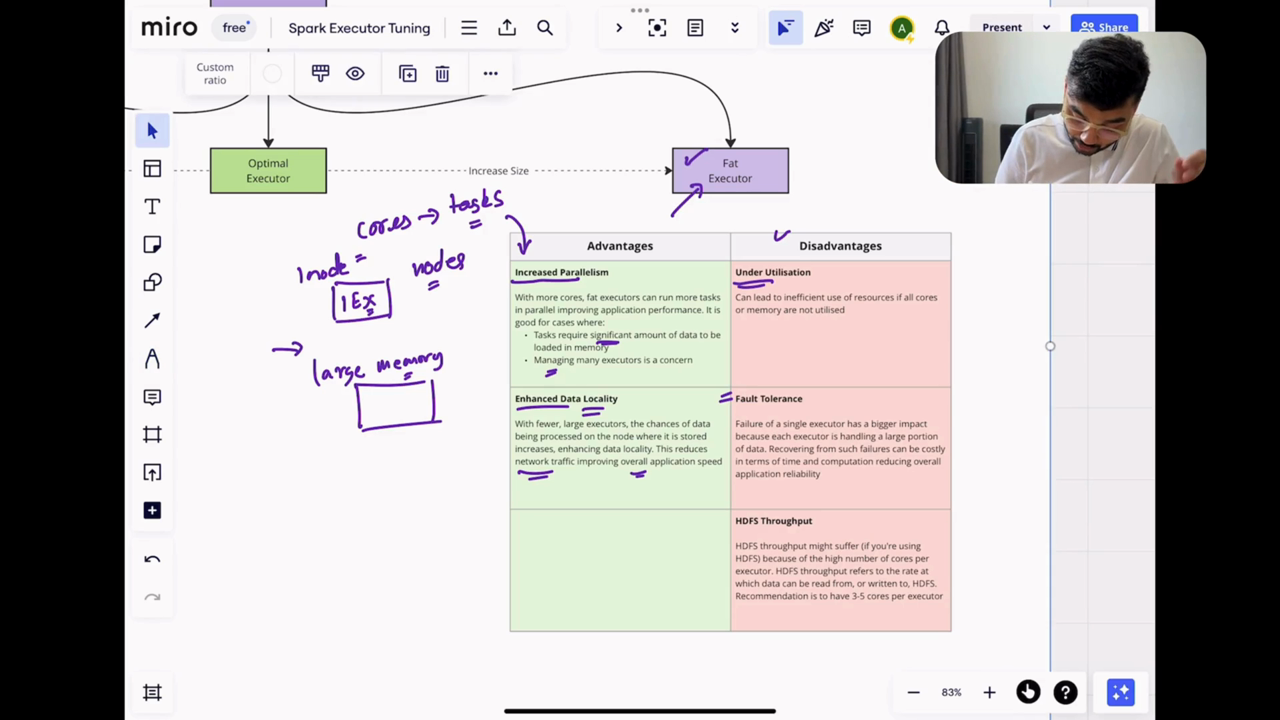 miro
free
Spark Executor Tuning
Present
Share
A
Custom
ratio
Optimal
Executor
Increase Size
Fat
Executor
cores → tasks
1node =
nodes
1Ex
→
large memory
Advantages
Disadvantages
Increased Parallelism
With more cores, fat executors can run more tasks
in parallel improving application performance. It is
good for cases where:
• Tasks require significant amount of data to be
loaded in memory
• Managing many executors is a concern
Under Utilisation
Can lead to inefficient use of resources if all cores
or memory are not utilised
Enhanced Data Locality
With fewer, large executors, the chances of data
being processed on the node where it is stored
increases, enhancing data locality. This reduces
network traffic improving overall application speed
Fault Tolerance
Failure of a single executor has a bigger impact
because each executor is handling a large portion
of data. Recovering from such failures can be costly
in terms of time and computation reducing overall
application reliability
HDFS Throughput
HDFS throughput might suffer (if you're using
HDFS) because of the high number of cores per
executor. HDFS throughput refers to the rate at
which data can be read from, or written to, HDFS.
Recommendation is to have 3-5 cores per executor
83%